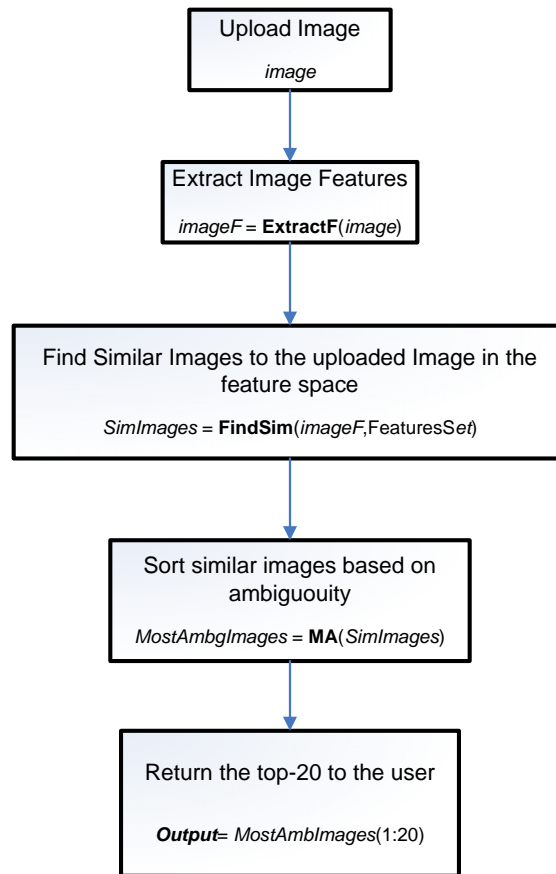 Upload Image
image
Extract Image Features
imageF = ExtractF(image)
Find Similar Images to the uploaded Image in the
feature space
SimImages = FindSim(imageF,FeaturesSet)
Sort similar images based on
ambiguouity
MostAmbgImages = MA(SimImages)
Return the top-20 to the user
Output= MostAmbImages(1:20)